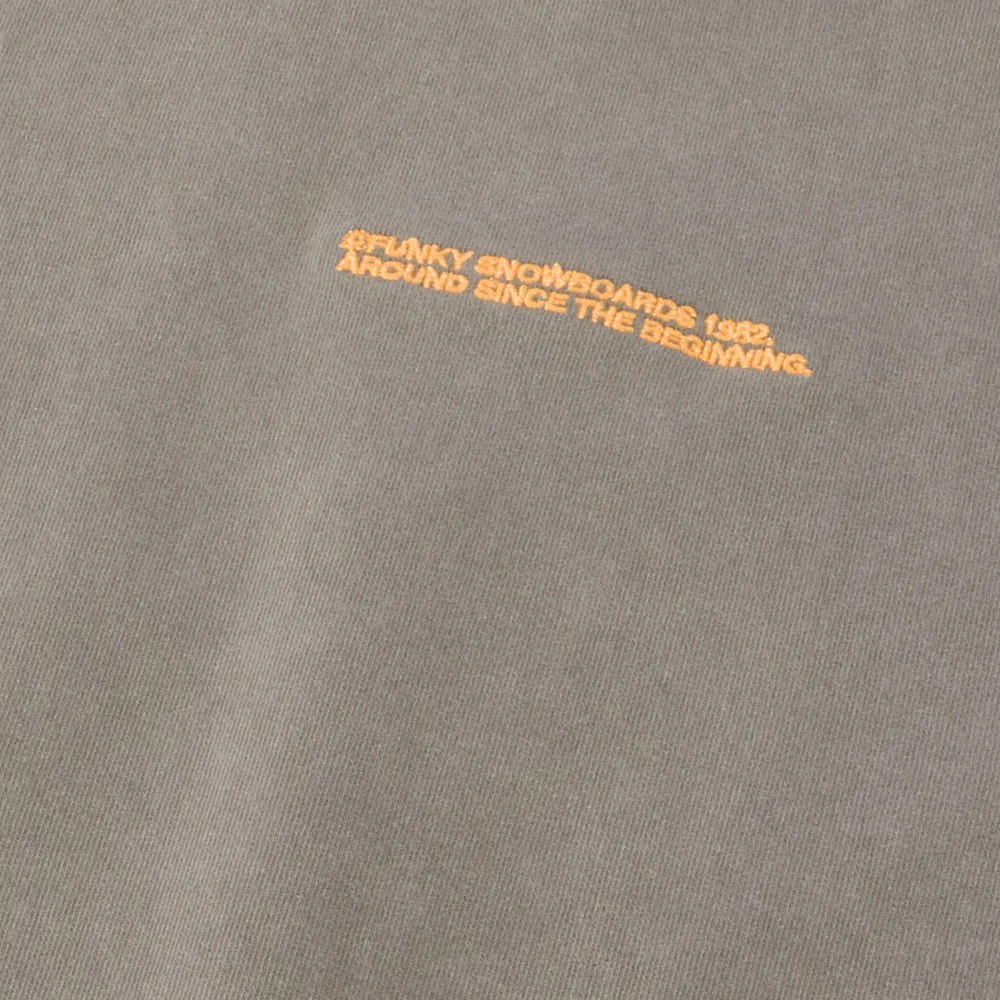 ©FUNKY SNOWBOARDS 1982.
AROUND SINCE THE BEGINNING.